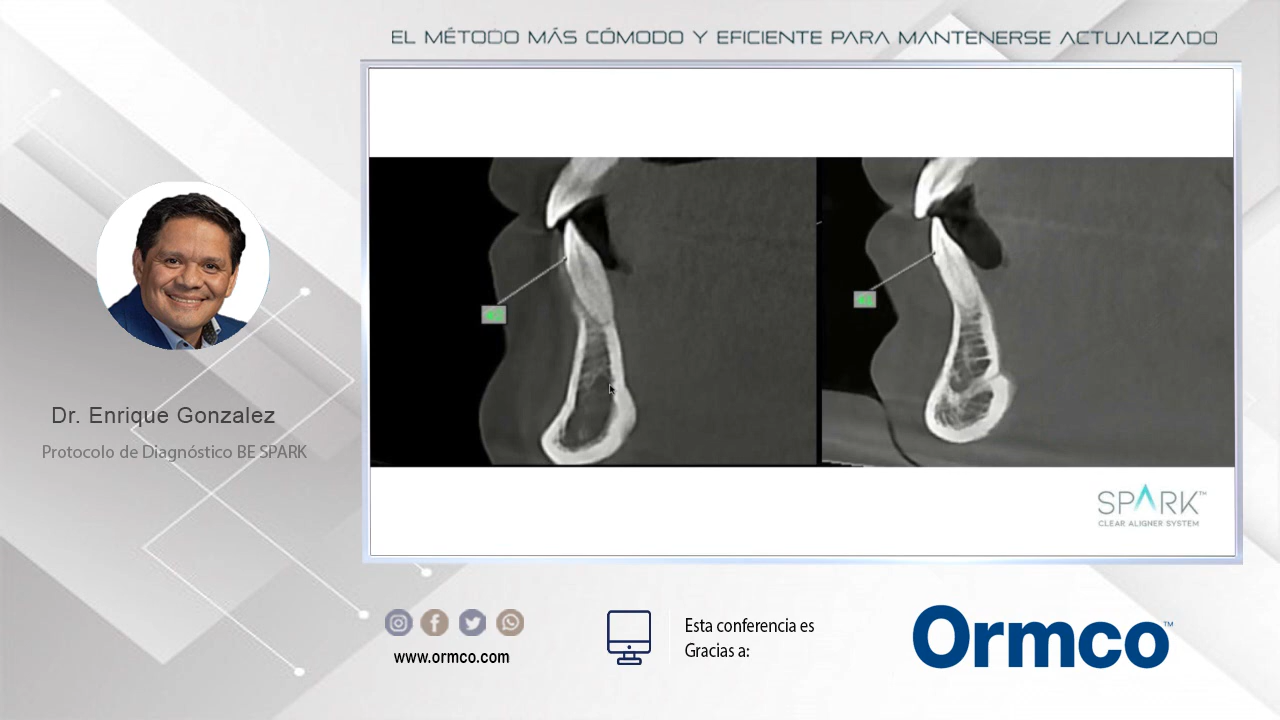 EL MÉTODO MÁS CÓMODO Y EFICIENTE PARA MANTENERSE ACTUALIZADO
Dr. Enrique Gonzalez
Protocolo de Diagnóstico BE SPARK
SPARK™
CLEAR ALIGNER SYSTEM
www.ormco.com
Esta conferencia es
Gracias a:
Ormco™